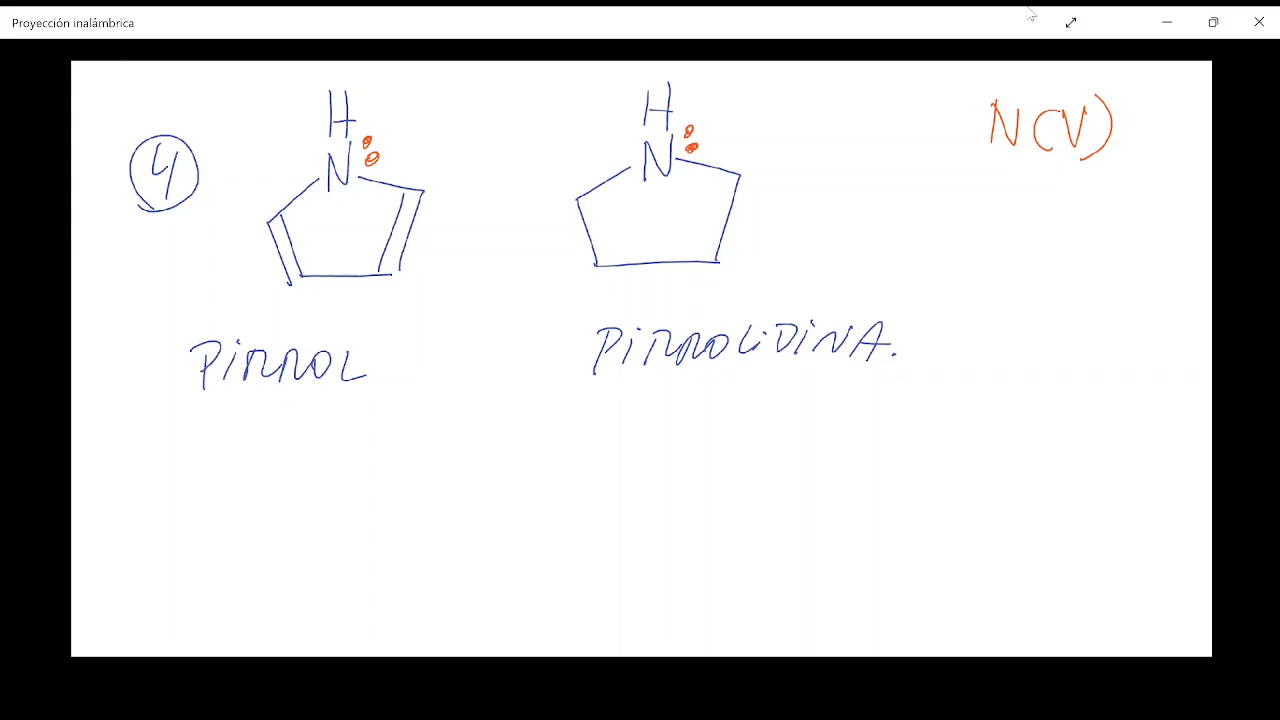 Proyección inalámbrica
4
H
N
H
N
N(V)
PiRROL
PiRROLiDiNA.